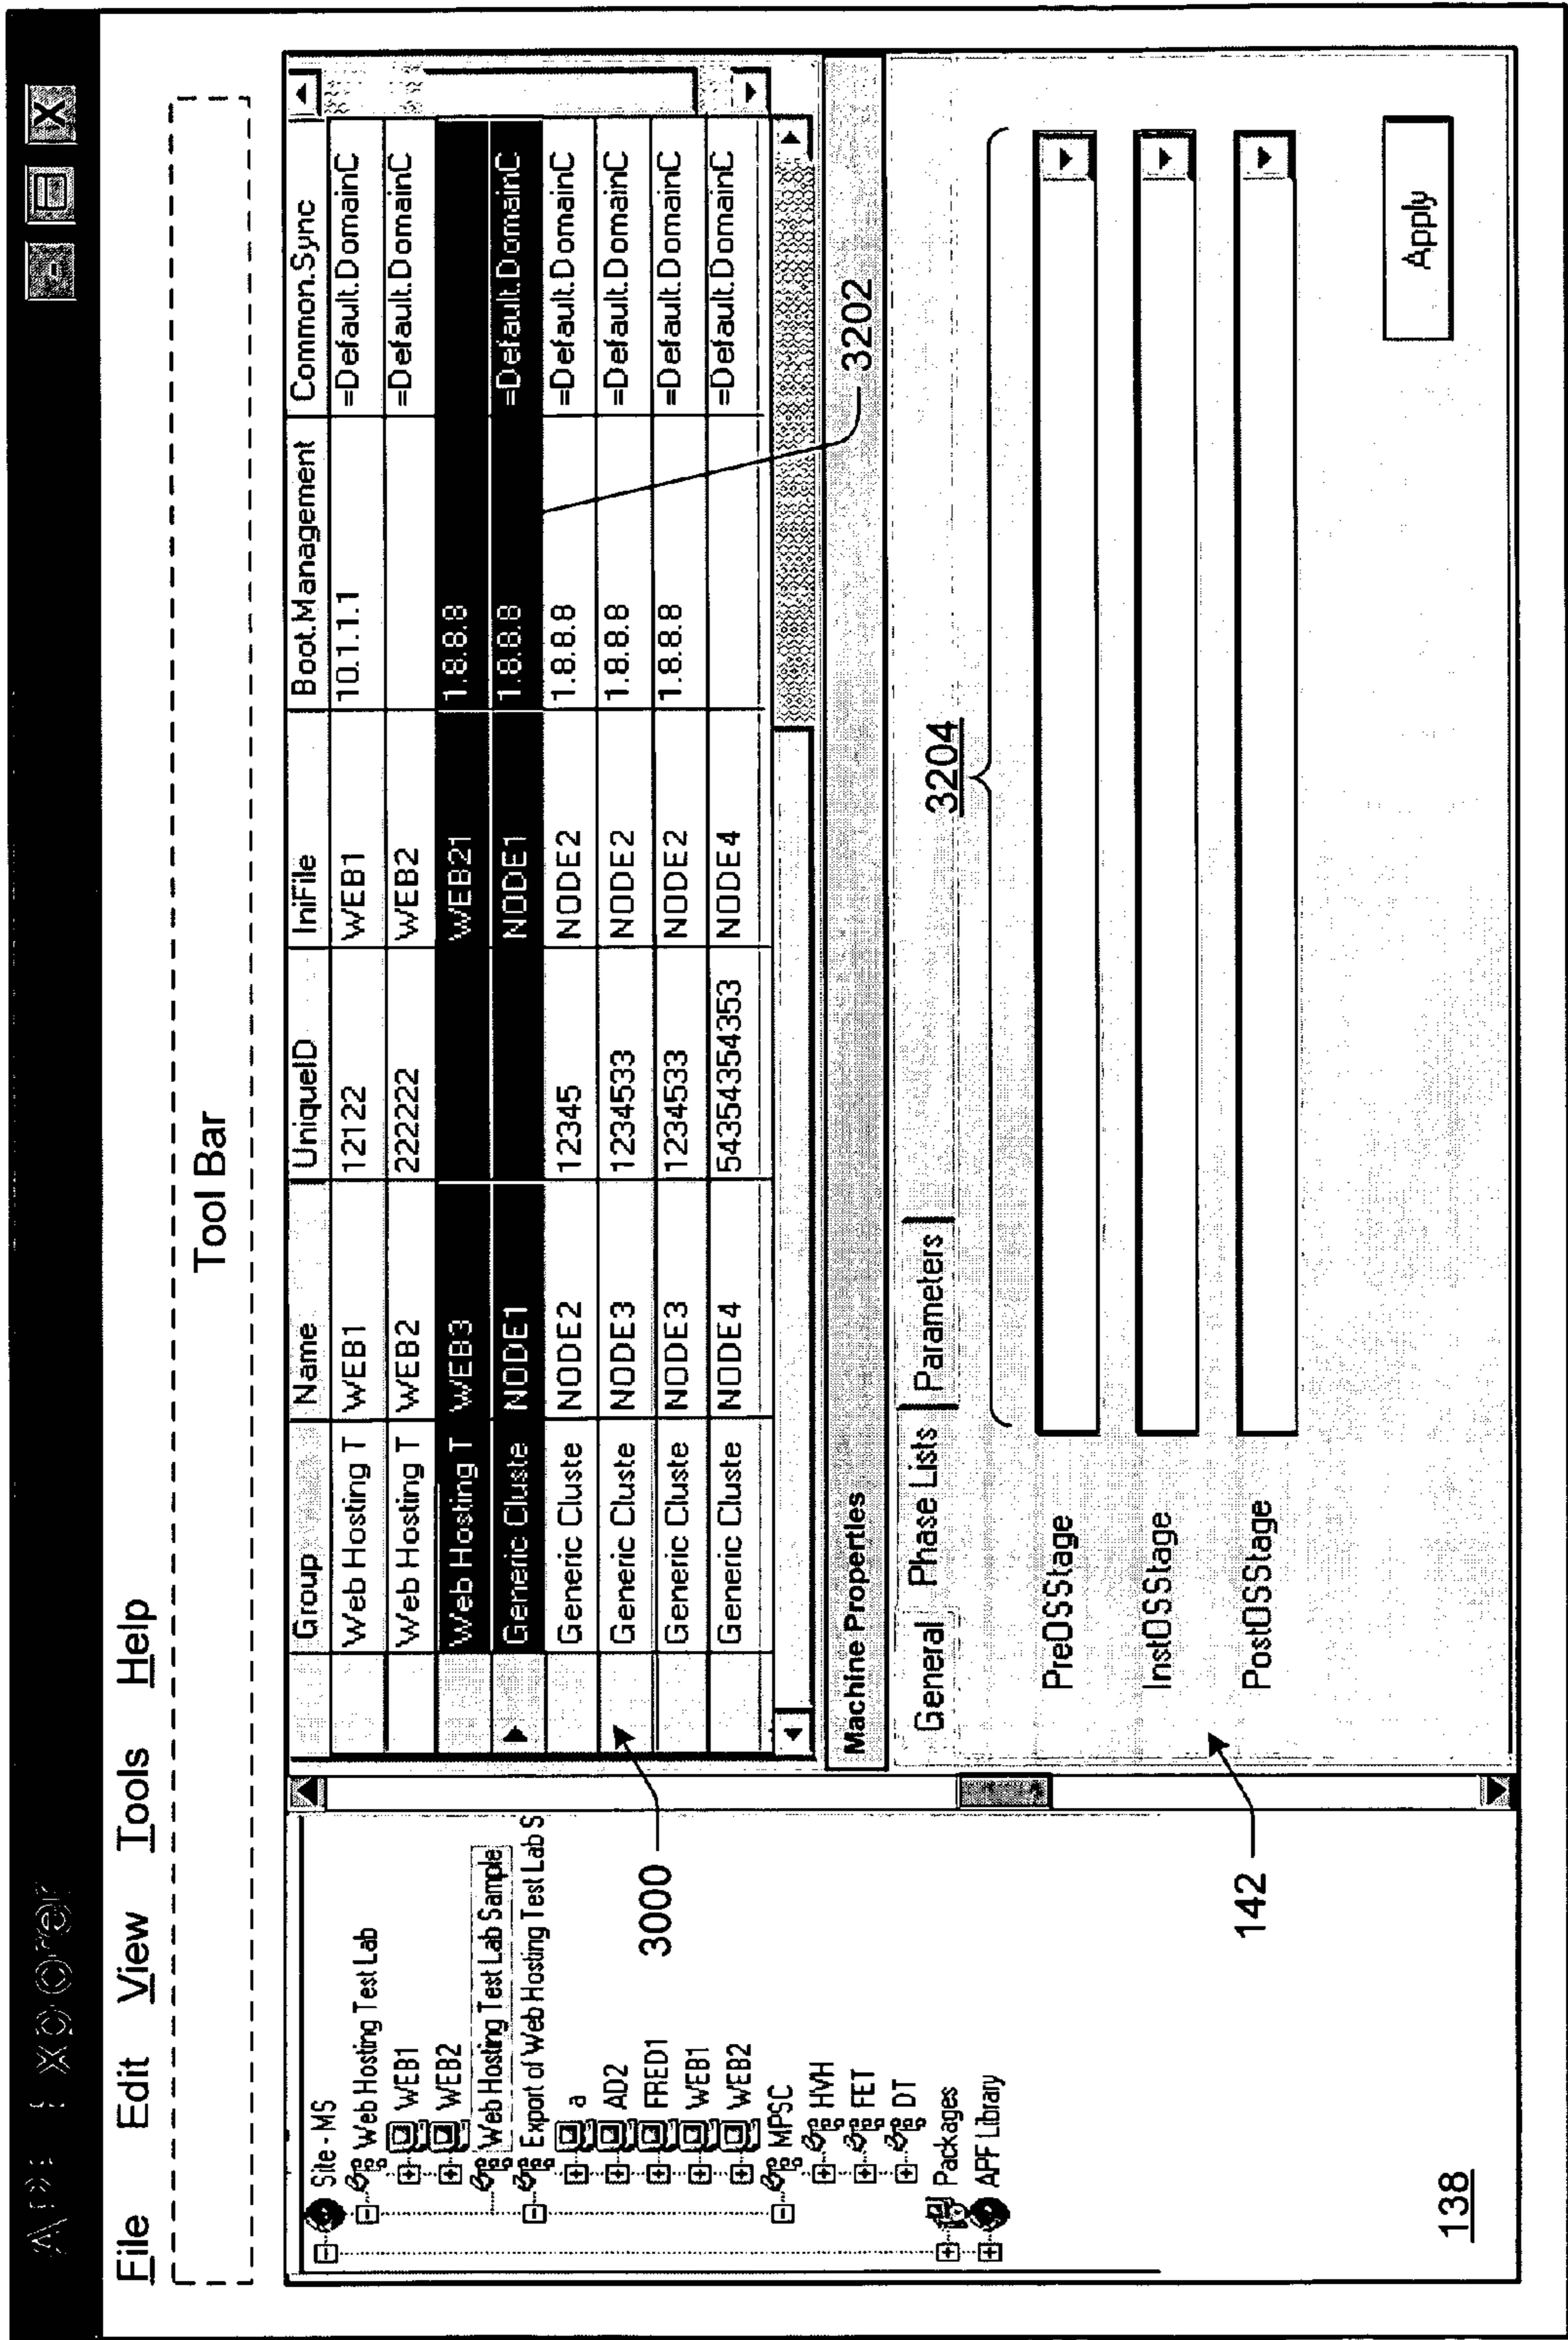 APF Explorer
File Edit View Tools Help
Tool Bar
Site - MS
Web Hosting Test Lab
WEB1
WEB2
Web Hosting Test Lab Sample
Export of Web Hosting Test Lab S
a
AD2
FRED1
WEB1
WEB2
MPSC
HVH
FET
DT
Packages
APF Library
138
3000
142
Group Name UniqueID IniFile Boot.Management Common.Sync
Web Hosting T WEB1 12122 WEB1 10.1.1.1 =Default.DomainC
Web Hosting T WEB2 222222 WEB2 =Default.DomainC
Web Hosting T WEB3 WEB21 1.8.8.8
Generic Cluste NODE1 NODE1 1.8.8.8 =Default.DomainC
Generic Cluste NODE2 12345 NODE2 1.8.8.8 =Default.DomainC
Generic Cluste NODE3 1234533 NODE2 1.8.8.8 =Default.DomainC
Generic Cluste NODE3 1234533 NODE2 1.8.8.8 =Default.DomainC
Generic Cluste NODE4 5435435 4353 NODE4 =Default.DomainC
3202
Machine Properties
General Phase Lists Parameters
3204
PreOSStage
InstOSStage
PostOSStage
Apply